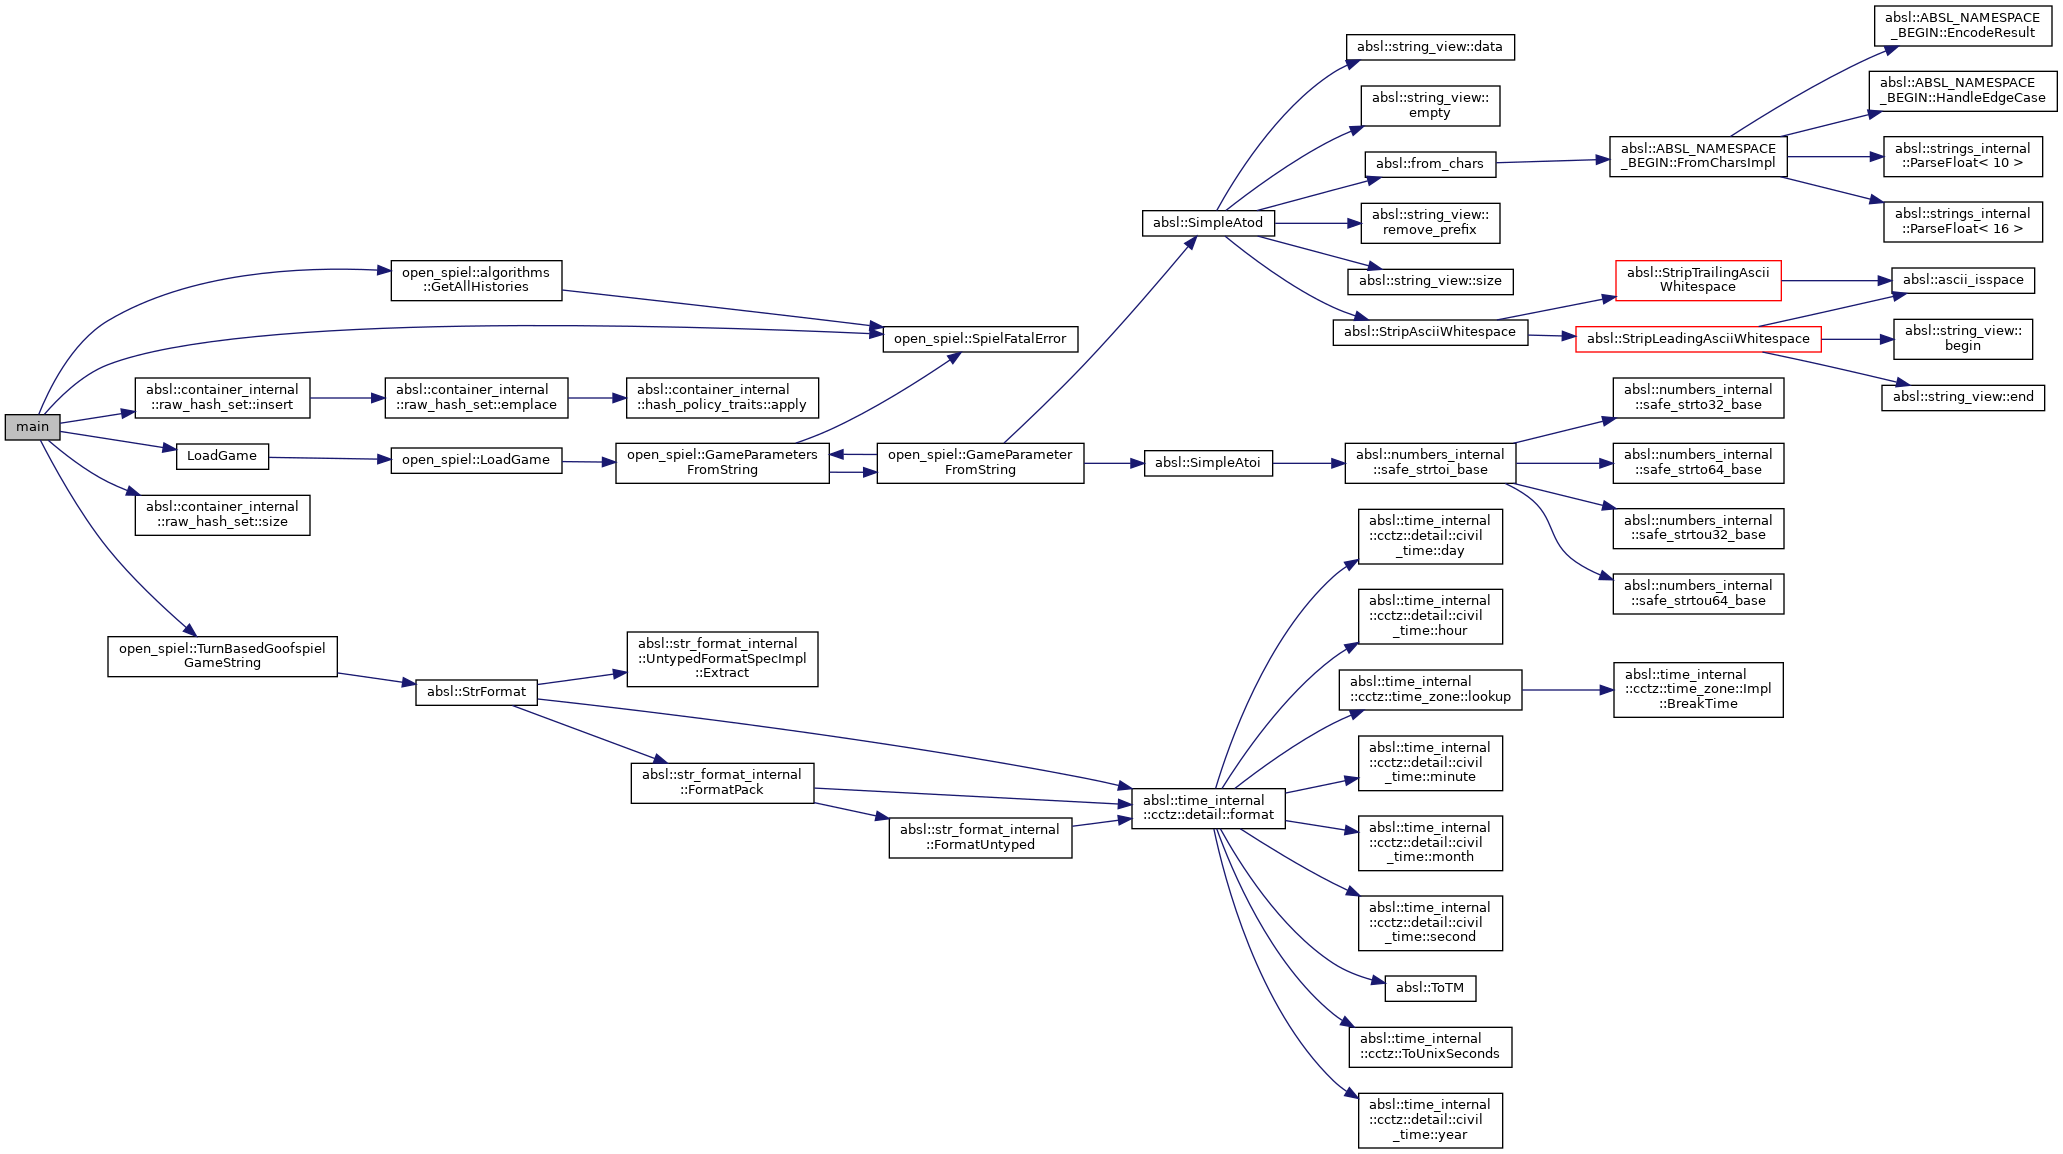 main
open_spiel::algorithms
::GetAllHistories
open_spiel::SpielFatalError
absl::container_internal
::raw_hash_set::insert
absl::container_internal
::raw_hash_set::emplace
absl::container_internal
::hash_policy_traits::apply
LoadGame
open_spiel::LoadGame
open_spiel::GameParameters
FromString
open_spiel::GameParameter
FromString
absl::container_internal
::raw_hash_set::size
open_spiel::TurnBasedGoofspiel
GameString
absl::StrFormat
absl::str_format_internal
::UntypedFormatSpecImpl
::Extract
absl::str_format_internal
::FormatPack
absl::str_format_internal
::FormatUntyped
absl::SimpleAtod
absl::string_view::data
absl::string_view::
empty
absl::from_chars
absl::string_view::
remove_prefix
absl::string_view::size
absl::StripAsciiWhitespace
absl::ABSL_NAMESPACE
_BEGIN::FromCharsImpl
absl::ABSL_NAMESPACE
_BEGIN::EncodeResult
absl::ABSL_NAMESPACE
_BEGIN::HandleEdgeCase
absl::strings_internal
::ParseFloat< 10 >
absl::strings_internal
::ParseFloat< 16 >
absl::StripTrailingAscii
Whitespace
absl::StripLeadingAsciiWhitespace
absl::ascii_isspace
absl::string_view::
begin
absl::string_view::end
absl::SimpleAtoi
absl::numbers_internal
::safe_strtoi_base
absl::numbers_internal
::safe_strto32_base
absl::numbers_internal
::safe_strto64_base
absl::numbers_internal
::safe_strtou32_base
absl::numbers_internal
::safe_strtou64_base
absl::time_internal
::cctz::detail::format
absl::time_internal
::cctz::detail::civil
_time::day
absl::time_internal
::cctz::detail::civil
_time::hour
absl::time_internal
::cctz::time_zone::lookup
absl::time_internal
::cctz::time_zone::Impl
::BreakTime
absl::time_internal
::cctz::detail::civil
_time::minute
absl::time_internal
::cctz::detail::civil
_time::month
absl::time_internal
::cctz::detail::civil
_time::second
absl::ToTM
absl::time_internal
::cctz::ToUnixSeconds
absl::time_internal
::cctz::detail::civil
_time::year